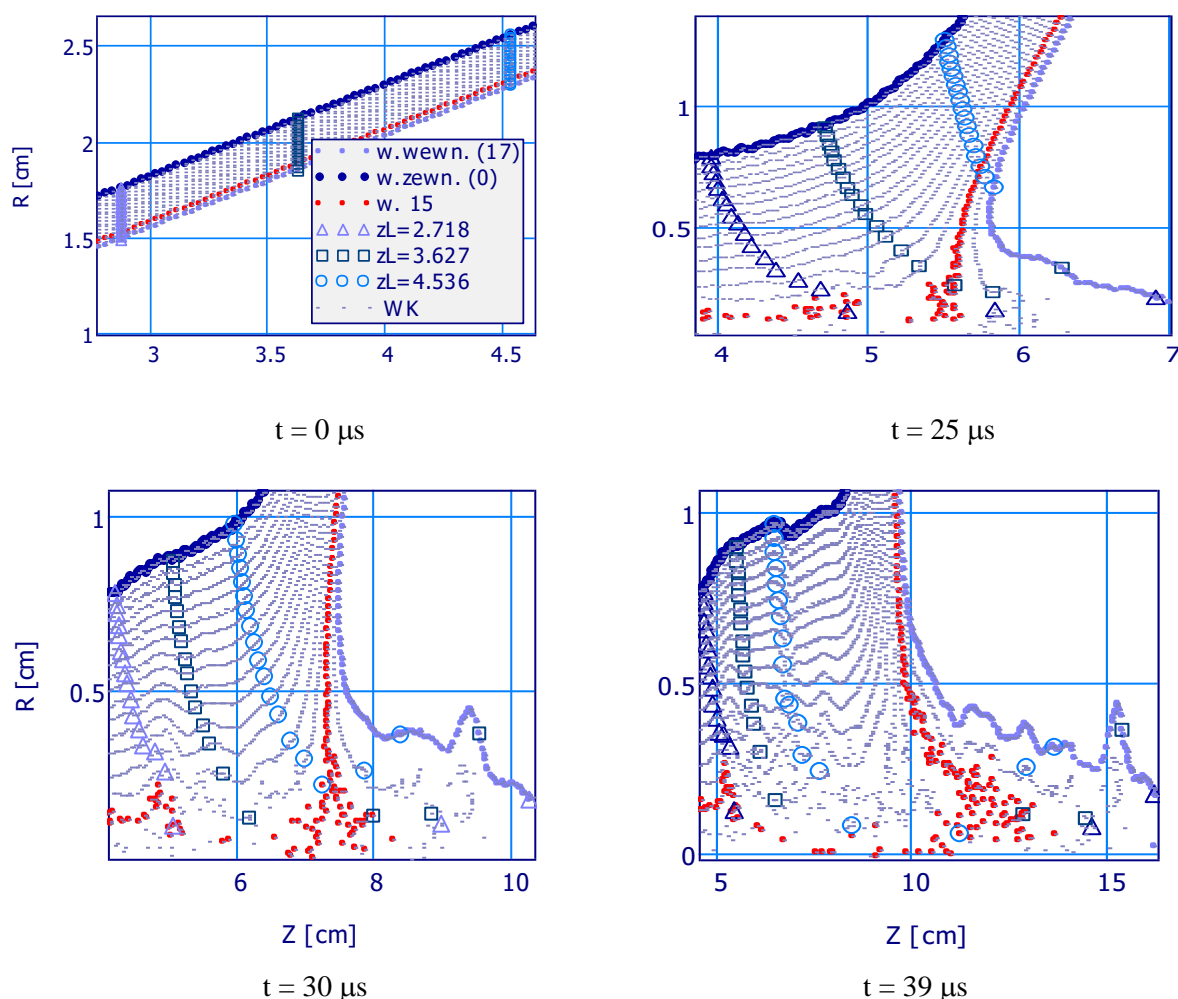 2.5
2
1.5
1
R [cm]
3
3.5
4
4.5
w.wewn. (17)
w.zewn. (0)
w. 15
zL=2.718
zL=3.627
zL=4.536
WK
t = 0 μs
1
0.5
4
5
6
7
t = 25 μs
1
0.5
R [cm]
6
8
10
Z [cm]
t = 30 μs
1
0.5
0
5
10
15
Z [cm]
t = 39 μs